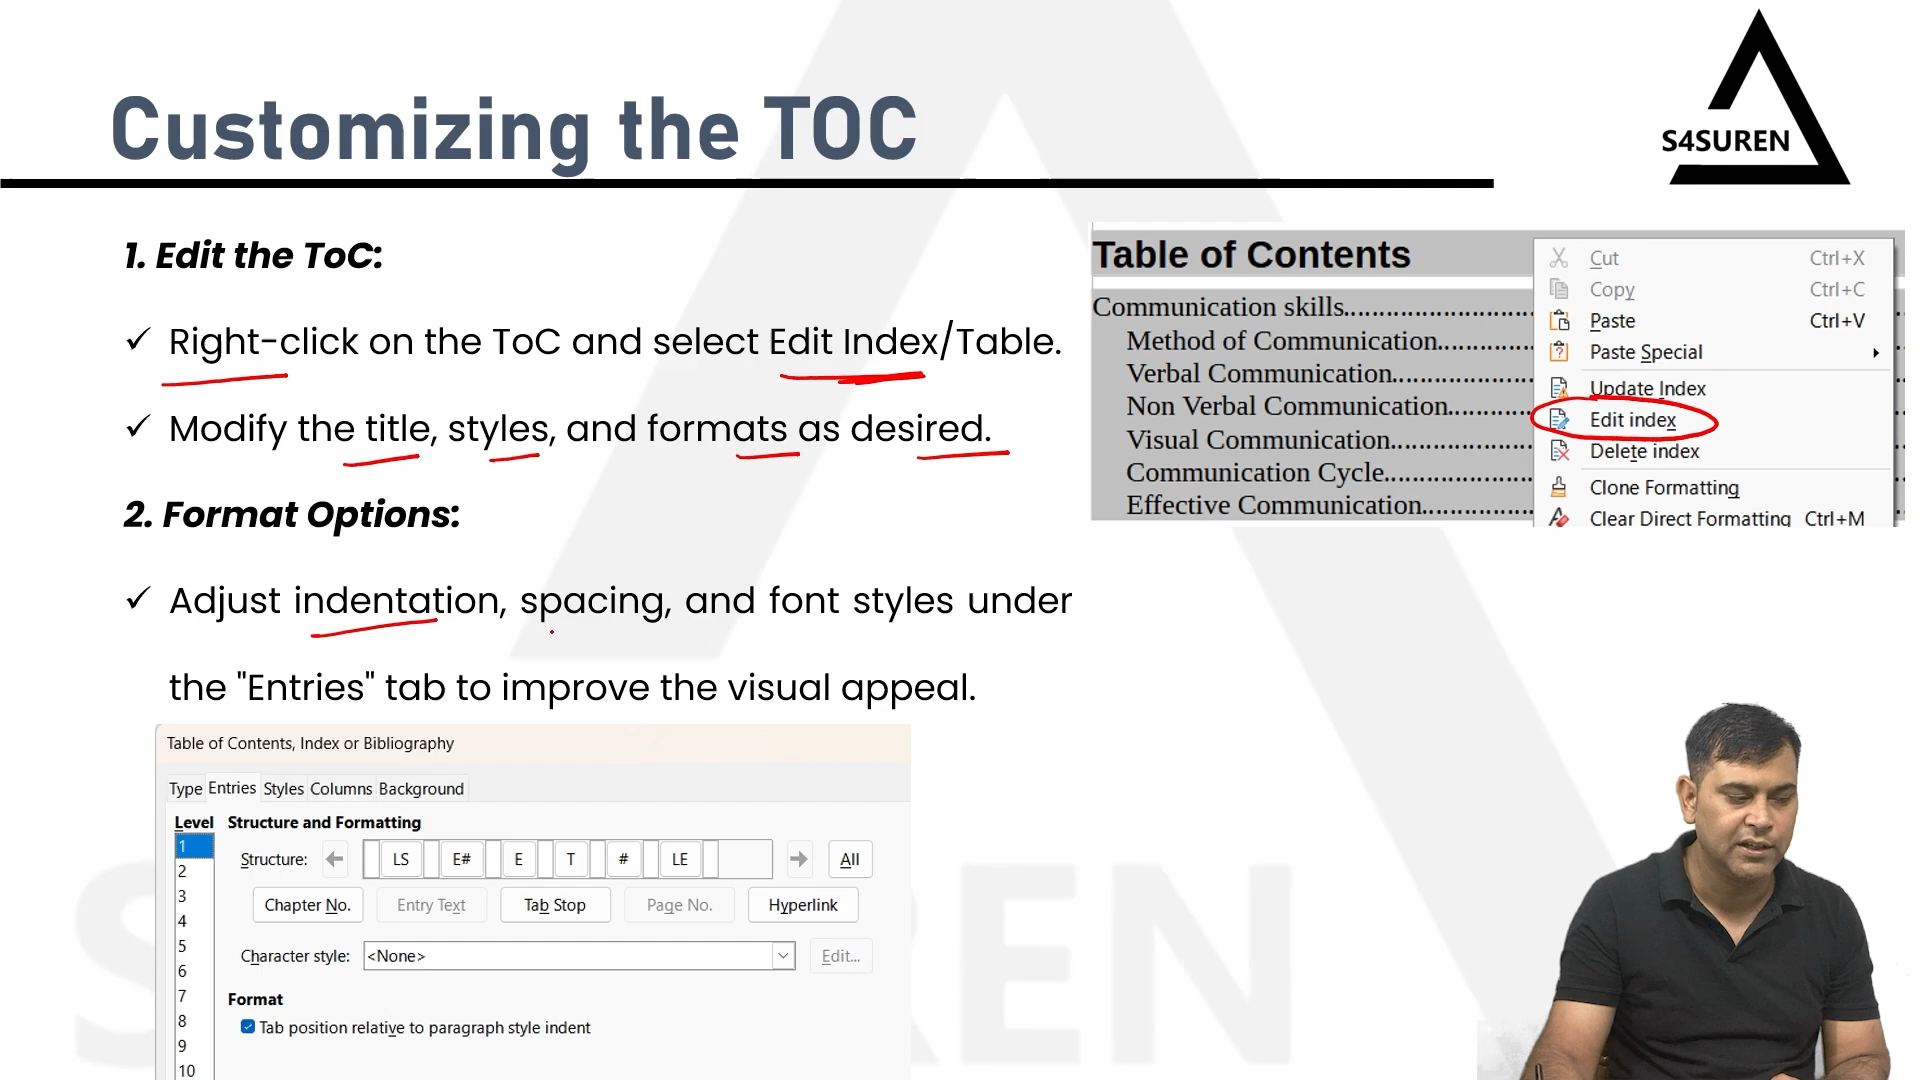 Customizing the TOC
S4SUREN
1. Edit the ToC:
✓ Right-click on the ToC and select Edit Index/Table.
✓ Modify the title, styles, and formats as desired.
2. Format Options:
✓ Adjust indentation, spacing, and font styles under
the "Entries" tab to improve the visual appeal.
Table of Contents
Communication skills
Method of Communication
Verbal Communication
Non Verbal Communication
Visual Communication
Communication Cycle
Effective Communication
Cut Ctrl+X
Copy Ctrl+C
Paste Ctrl+V
Paste Special
Update Index
Edit index
Delete index
Clone Formatting
Clear Direct Formatting Ctrl+M
Table of Contents, Index or Bibliography
Type Entries Styles Columns Background
Level Structure and Formatting
1
2
3
4
5
6
7
8
9
10
Structure: LS E# E T # LE All
Chapter No. Entry Text Tab Stop Page No. Hyperlink
Character style: <None> Edit...
Format
Tab position relative to paragraph style indent